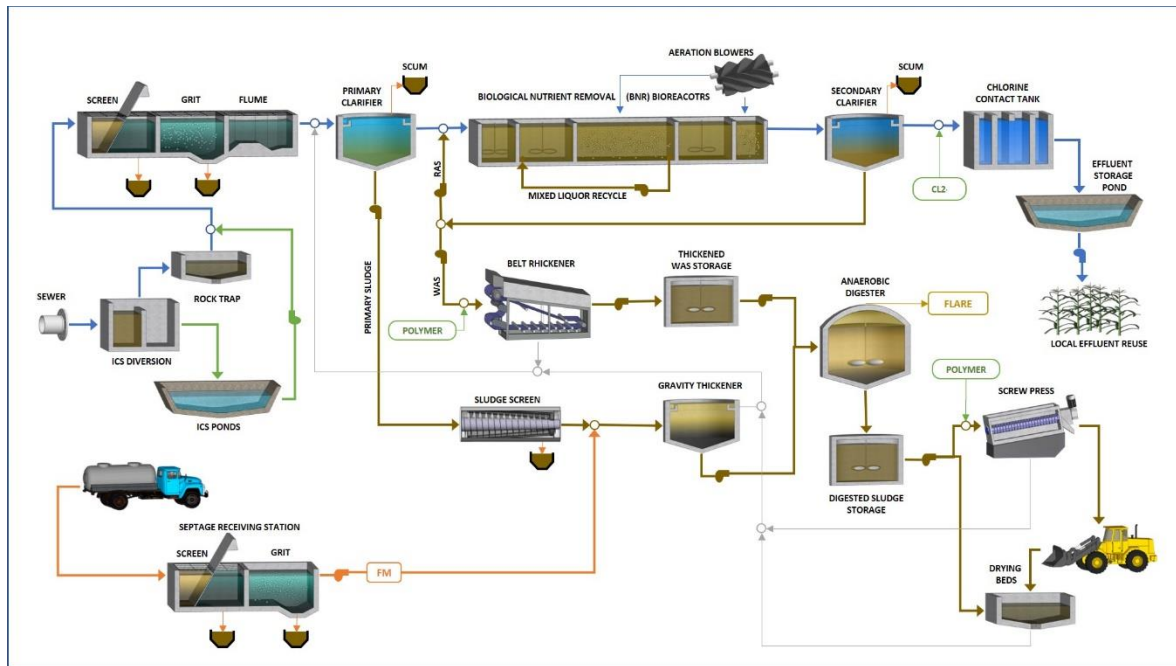 SCREEN
GRIT
FLUME
PRIMARY
CLARIFIER
SCUM
AERATION BLOWERS
BIOLOGICAL NUTRIENT REMOVAL (BNR) BIOREACOTRS
SECONDARY
CLARIFIER
SCUM
CHLORINE
CONTACT TANK
EFFLUENT
STORAGE
POND
RAS
MIXED LIQUOR RECYCLE
CL2-
ROCK TRAP
SEWER
ICS DIVERSION
ICS PONDS
PRIMARY SLUDGE
WAS
POLYMER
BELT RHICKENER
THICKENED
WAS STORAGE
ANAEROBIC
DIGESTER
FLARE
LOCAL EFFLUENT REUSE
SLUDGE SCREEN
GRAVITY THICKENER
POLYMER
SCREW PRESS
DIGESTED SLUDGE
STORAGE
SEPTAGE RECEIVING STATION
SCREEN
GRIT
FM
DRYING
BEDS